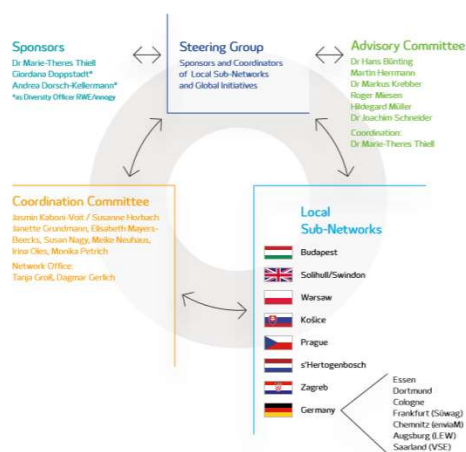 Sponsors
Dr Marie-Theres Thiell
Giordana Doppstadt*
Andrea Dorsch-Kellermann*
*as Diversity Officer RWE/innogy
Steering Group
Sponsors and Coordinators
of Local Sub-Networks
and Global Initiatives
Advisory Committee
Dr Hans Bünting
Martin Herrmann
Dr Markus Krebber
Roger Miesen
Hildegard Müller
Dr Joachim Schneider
Coordination:
Dr Marie-Theres Thiell
Coordination Committee
Jasmin Kaboni-Voit / Susanne Horbach
Janette Grundmann, Elisabeth Mayers-
Beecks, Susan Nagy, Meike Neuhaus,
Irina Oles, Monika Petrich
Network Office:
Tanja Groß, Dagmar Gerlich
Local
Sub-Networks
Budapest
Solihull/Swindon
Warsaw
Košice
Prague
s'Hertogenbosch
Zagreb
Germany
Essen
Dortmund
Cologne
Frankfurt (Süwag)
Chemnitz (enviaM)
Augsburg (LEW)
Saarland (VSE)